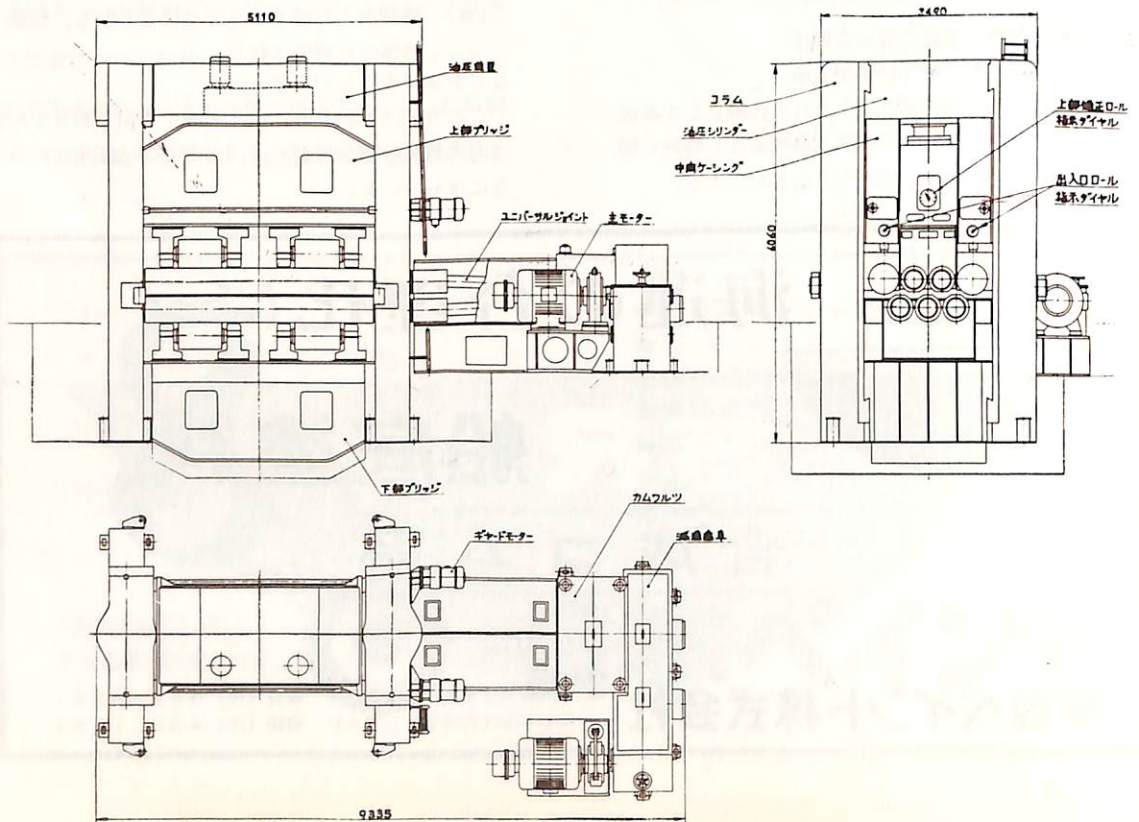 5110
油圧装置
上部ブリッジ
ユニバーサルジョイント
主モーター
下部ブリッジ
6060
コラム
油圧シリンダー
中間ケーシング
上部矯正ロール
指示ダイヤル
出入口ロール
指示ダイヤル
ギヤードモーター
カムワルツ
減速歯車
9335